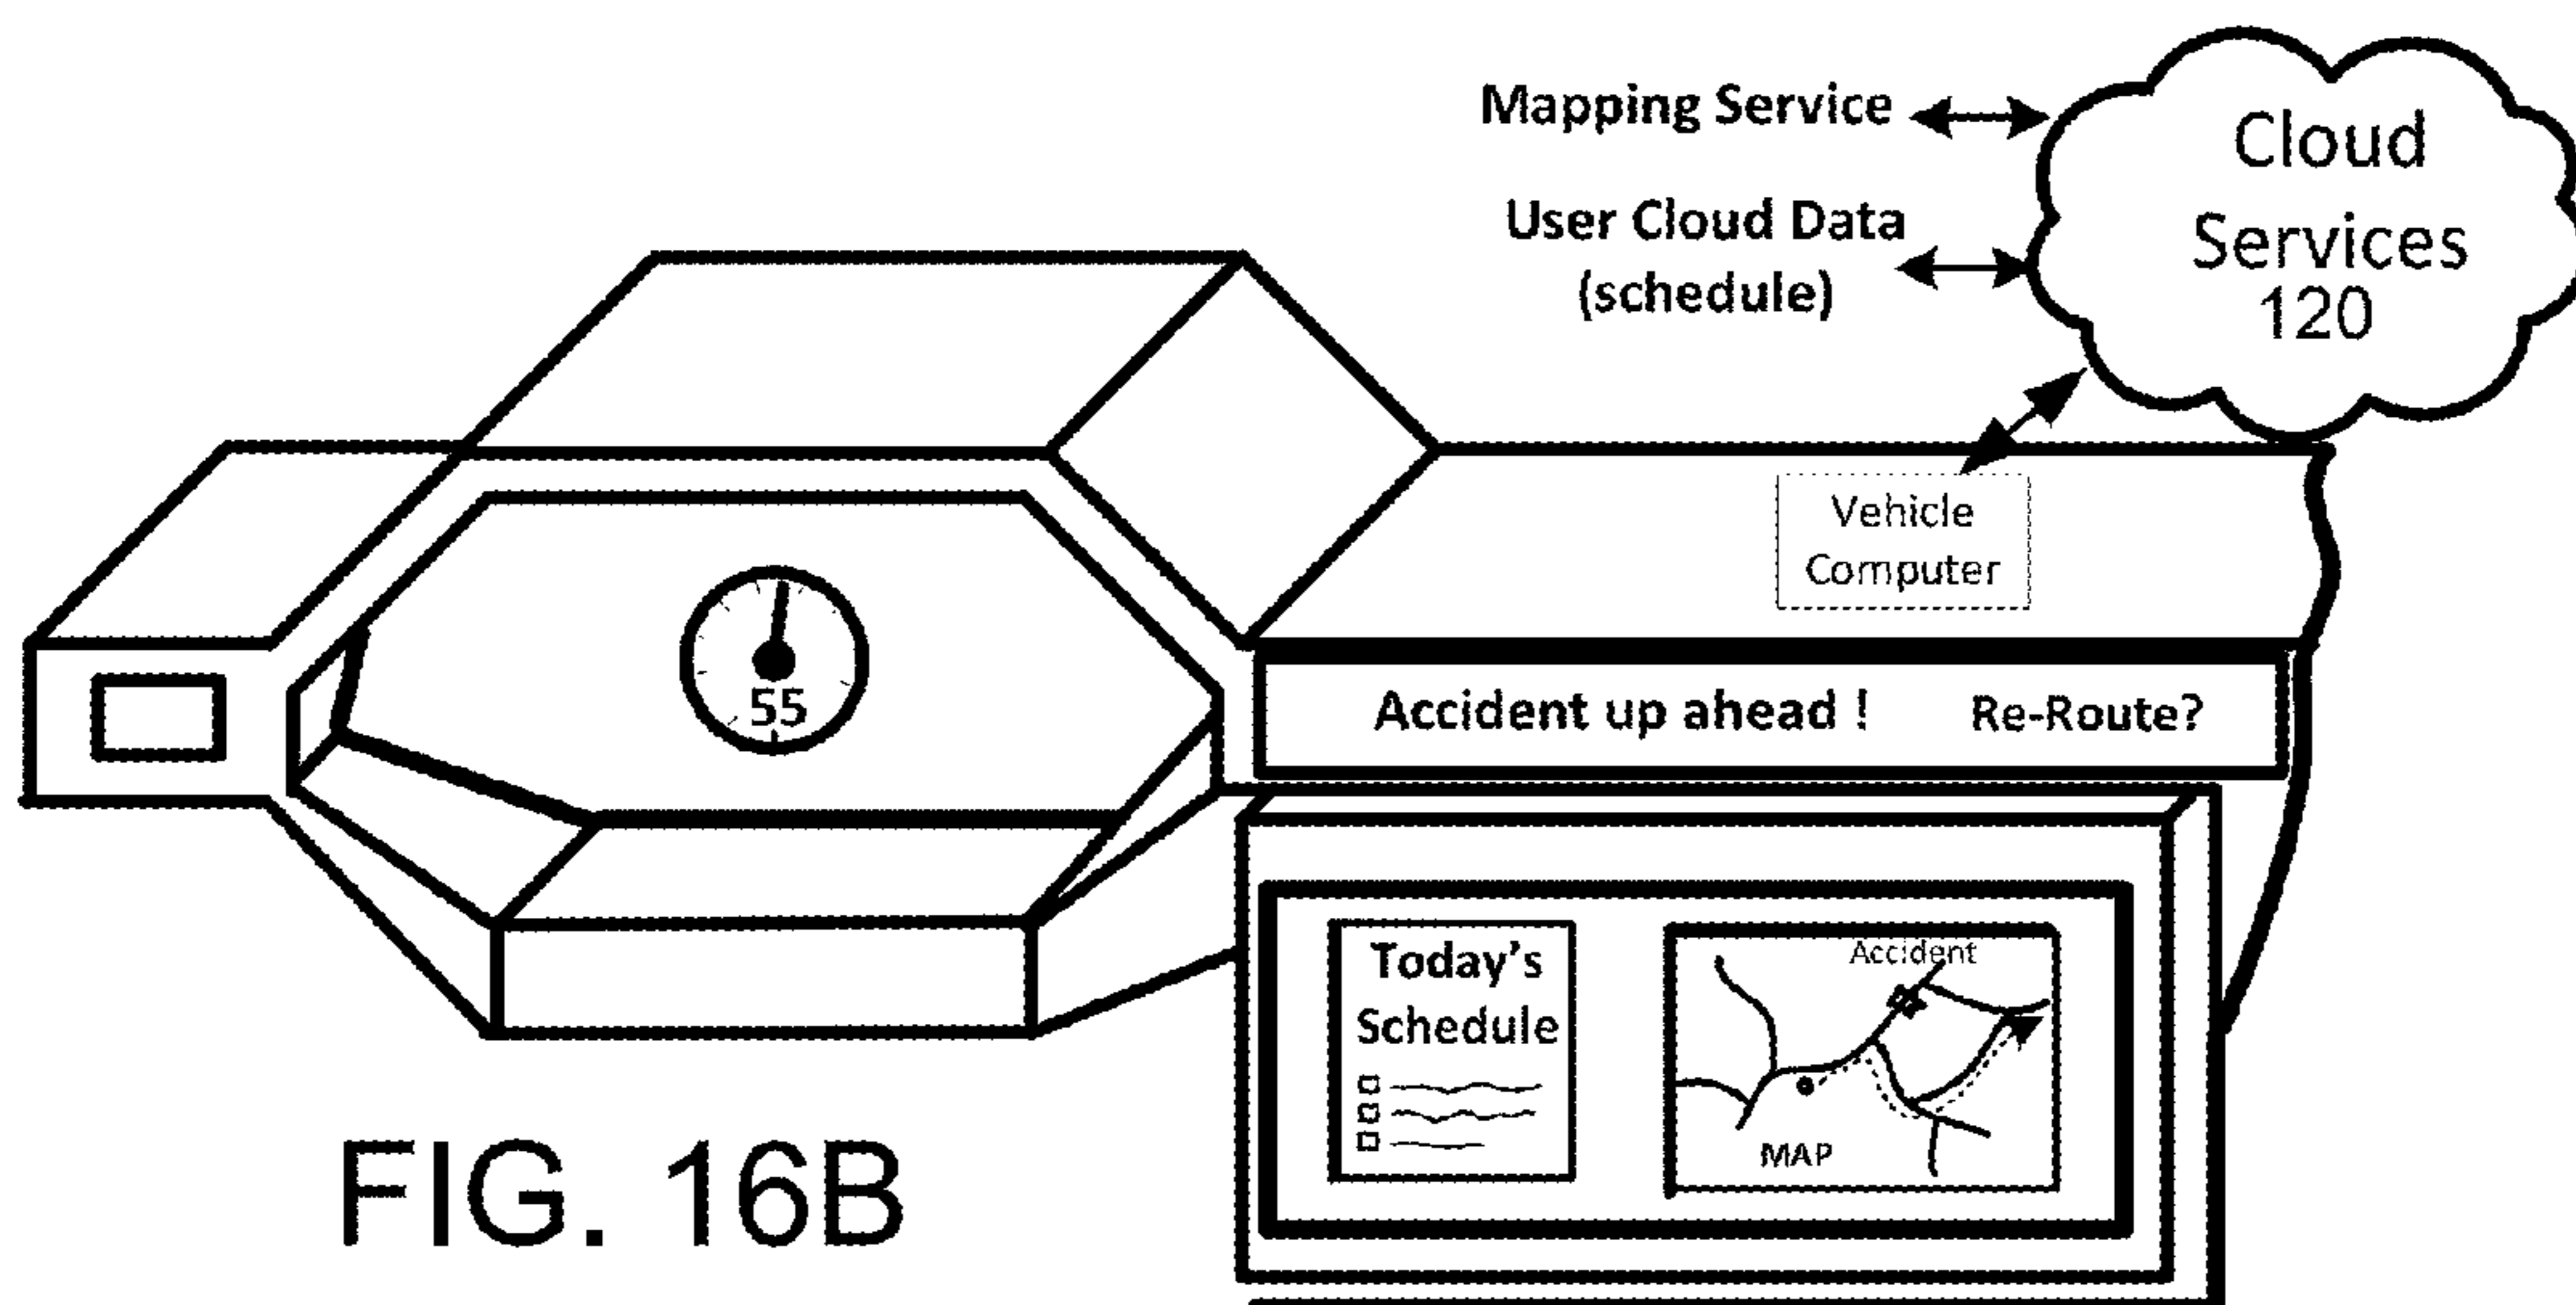 Mapping Service
User Cloud Data
(schedule)
Cloud
Services
120
Vehicle
Computer
55
Accident up ahead ! Re-Route?
Today's
Schedule
Accident
MAP
FIG. 16B